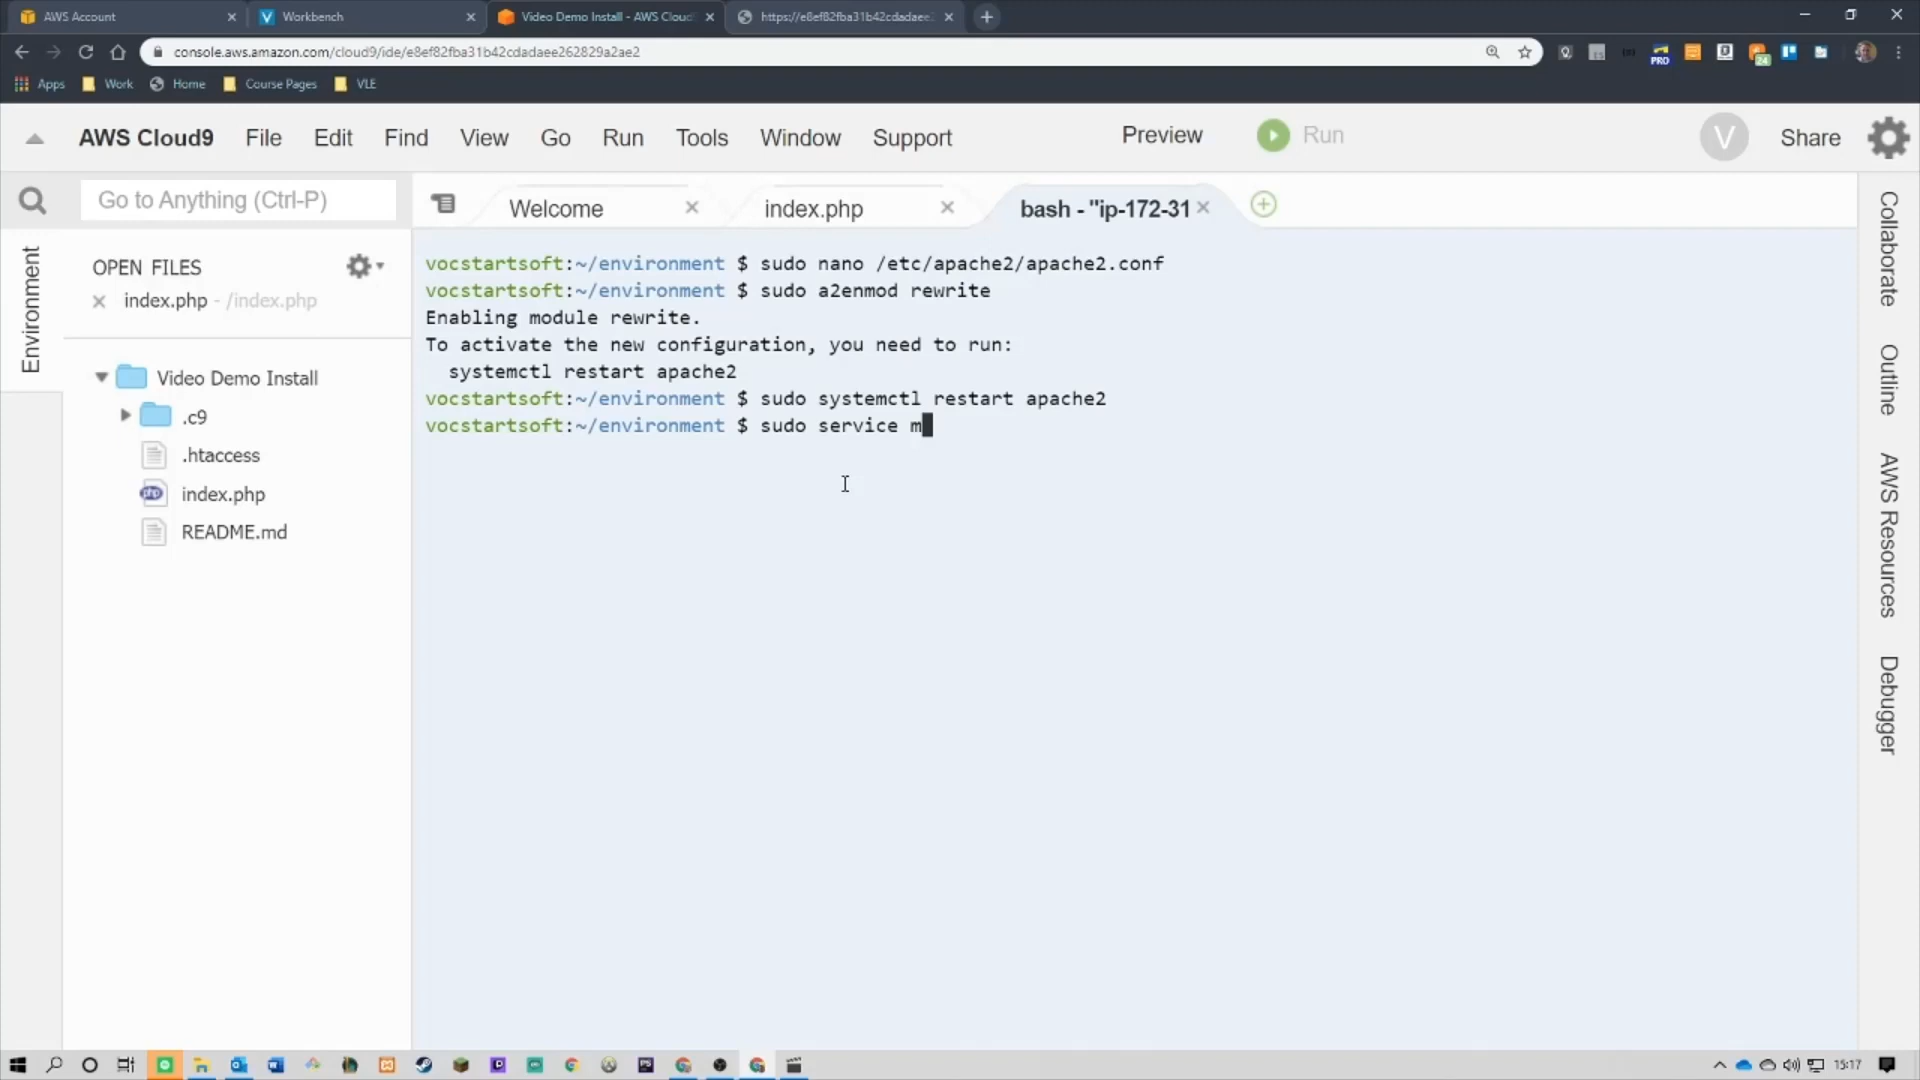 AWS Account
Workbench
Video Demo Install - AWS Cloud
https://e8ef82fba31b42cdadaee
console.aws.amazon.com/cloud9/ide/e8ef82fba31b42cdadaee262829a2ae2
PRO
24
Apps
Work
Home
Course Pages
VLE
AWS Cloud9 File Edit Find View Go Run Tools Window Support Preview Run V Share
Go to Anything (Ctrl-P)
Welcome
index.php
bash - "ip-172-31
Environment
OPEN FILES
index.php - /index.php
Video Demo Install
.c9
.htaccess
index.php
README.md
vocstartsoft:~/environment $ sudo nano /etc/apache2/apache2.conf
vocstartsoft:~/environment $ sudo a2enmod rewrite
Enabling module rewrite.
To activate the new configuration, you need to run:
systemctl restart apache2
vocstartsoft:~/environment $ sudo systemctl restart apache2
vocstartsoft:~/environment $ sudo service m
Collaborate
Outline
AWS Resources
Debugger
15:17